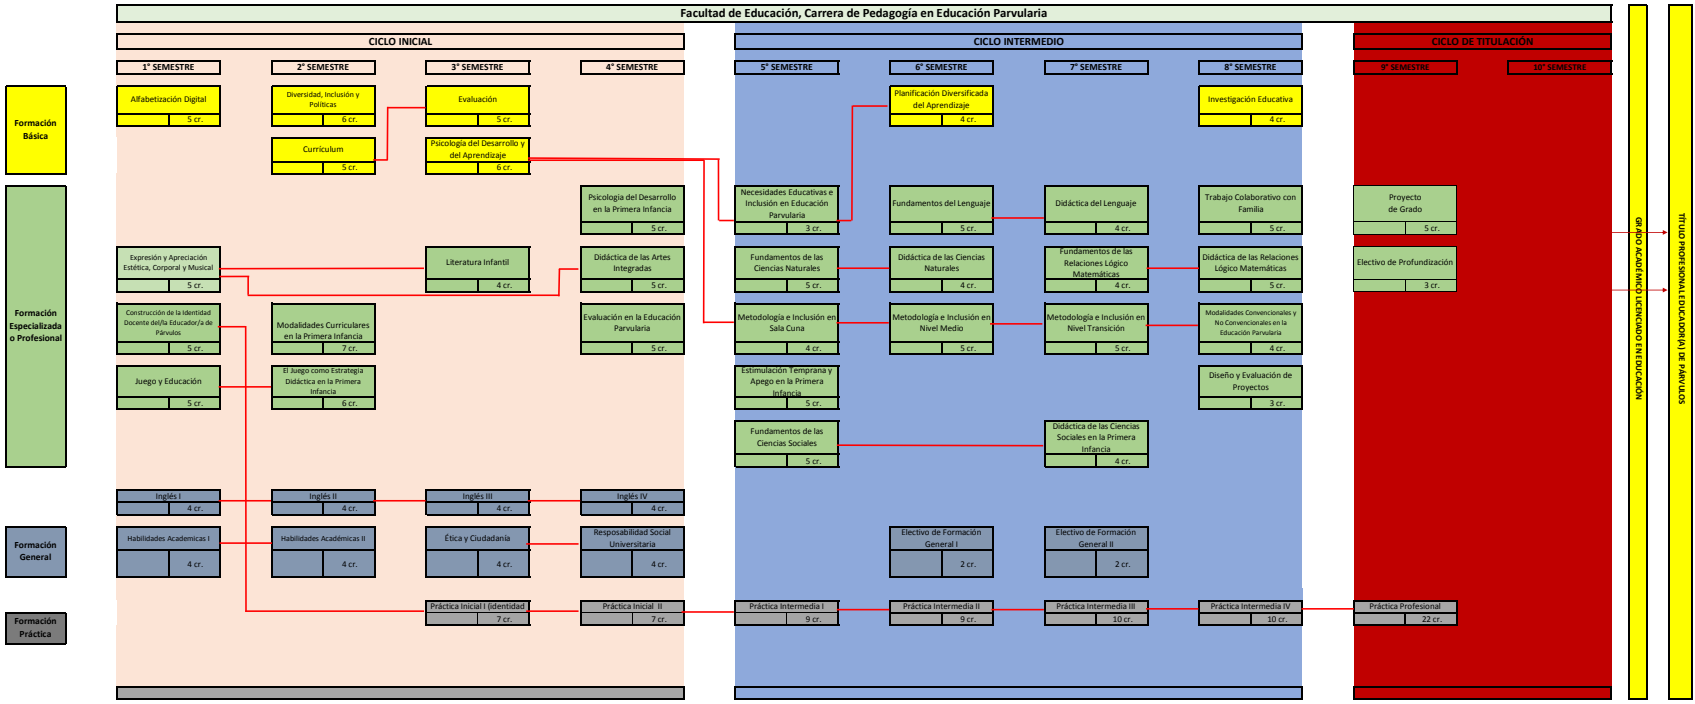 Facultad de Educación, Carrera de Pedagogía en Educación Parvularia
CICLO INICIAL
CICLO INTERMEDIO
CICLO DE TITULACIÓN
1° SEMESTRE
2° SEMESTRE
3° SEMESTRE
4° SEMESTRE
5° SEMESTRE
6° SEMESTRE
7° SEMESTRE
8° SEMESTRE
9° SEMESTRE
10° SEMESTRE
Formación
Básica
Alfabetización Digital
5 cr.
Diversidad, Inclusión y
Políticas
6 cr.
Evaluación
5 cr.
Planificación Diversificada
del Aprendizaje
4 cr.
Investigación Educativa
4 cr.
Currículum
5 cr.
Psicología del Desarrollo y
del Aprendizaje
6 cr.
Formación
Especializada
o Profesional
Psicologia del Desarrollo
en la Primera Infancia
5 cr.
Necesidades Educativas e
Inclusión en Educación
Parvularia
3 cr.
Fundamentos del Lenguaje
5 cr.
Didáctica del Lenguaje
4 cr.
Trabajo Colaborativo con
Familia
5 cr.
Proyecto
de Grado
5 cr.
Expresión y Apreciación
Estética, Corporal y Musical
5 cr.
Literatura Infantil
4 cr.
Didáctica de las Artes
Integradas
5 cr.
Fundamentos de las
Ciencias Naturales
5 cr.
Didáctica de las Ciencias
Naturales
4 cr.
Fundamentos de las
Relaciones Lógico
Matemáticas
4 cr.
Didáctica de las Relaciones
Lógico Matemáticas
5 cr.
Electivo de Profundización
3 cr.
Construcción de la Identidad
Docente del/la Educador/a de
Párvulos
5 cr.
Modalidades Curriculares
en la Primera Infancia
7 cr.
Evaluación en la Educación
Parvularia
5 cr.
Metodología e Inclusión en
Sala Cuna
4 cr.
Metodología e Inclusión en
Nivel Medio
5 cr.
Metodología e Inclusión en
Nivel Transición
5 cr.
Modalidades Convencionales y
No Convencionales en la
Educación Parvularia
4 cr.
Juego y Educación
5 cr.
El Juego como Estrategia
Didáctica en la Primera
Infancia
6 cr.
Estimulación Temprana y
Apego en la Primera
Infancia
5 cr.
Diseño y Evaluación de
Proyectos
3 cr.
Fundamentos de las
Ciencias Sociales
5 cr.
Didáctica de las Ciencias
Sociales en la Primera
Infancia
4 cr.
Inglés I
4 cr.
Inglés II
4 cr.
Inglés III
4 cr.
Inglés IV
4 cr.
Formación
General
Habilidades Academicas I
4 cr.
Habilidades Académicas II
4 cr.
Ética y Ciudadanía
4 cr.
Resposabilidad Social
Universitaria
4 cr.
Electivo de Formación
General I
2 cr.
Electivo de Formación
General II
2 cr.
Formación
Práctica
Práctica Inicial I (identidad
7 cr.
Práctica Inicial II
7 cr.
Práctica Intermedia I
9 cr.
Práctica Intermedia II
9 cr.
Práctica Intermedia III
10 cr.
Práctica Intermedia IV
10 cr.
Práctica Profesional
22 cr.
GRADO ACADÉMICO LICENCIADO EN EDUCACIÓN
TÍTULO PROFESIONAL EDUCADOR(A) DE PÁRVULOS